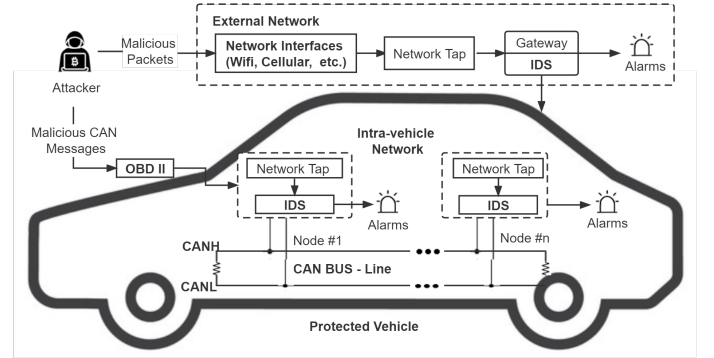 External Network
Malicious
Packets
Network Interfaces
(Wifi, Cellular, etc.)
Network Tap
Gateway
IDS
Alarms
Attacker
Malicious CAN
Messages
OBD II
Intra-vehicle
Network
Network Tap
IDS
Alarms
Network Tap
IDS
Alarms
Node #1
Node #n
CANH
CAN BUS - Line
CANL
Protected Vehicle